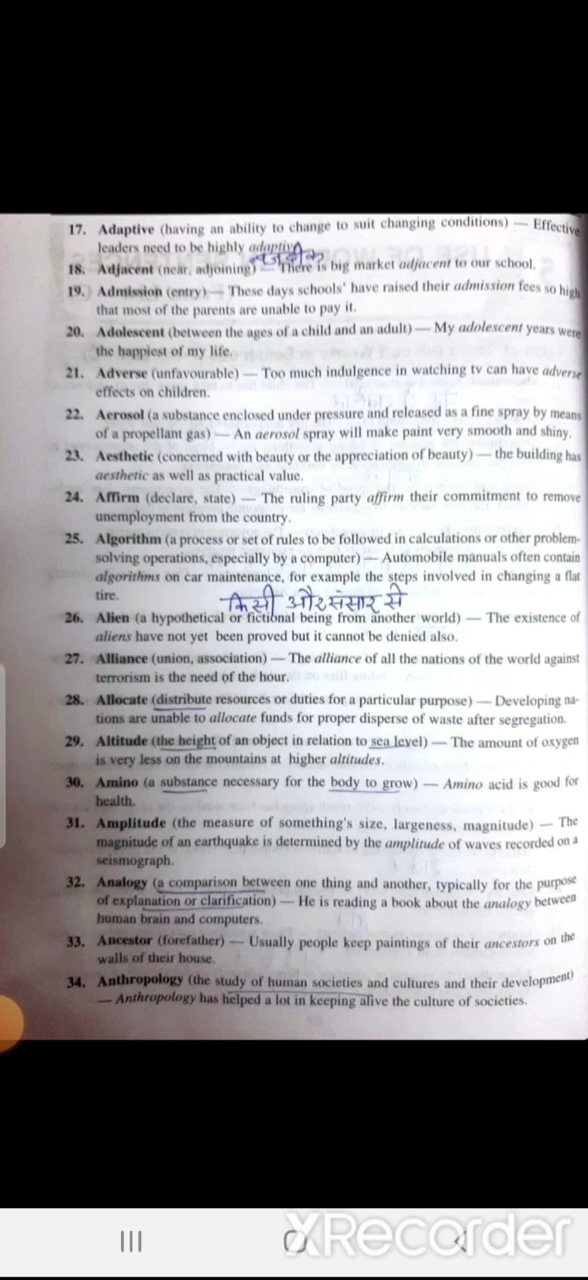 17. Adaptive (having an ability to change to suit changing conditions) — Effective
leaders need to be highly adaptive
नजदीक
18. Adjacent (near, adjoining) — There is big market adjacent to our school.
19. Admission (entry) — These days schools' have raised their admission fees so high
that most of the parents are unable to pay it.
20. Adolescent (between the ages of a child and an adult) — My adolescent years were
the happiest of my life.
21. Adverse (unfavourable) — Too much indulgence in watching tv can have adverse
effects on children.
22. Aerosol (a substance enclosed under pressure and released as a fine spray by means
of a propellant gas) — An aerosol spray will make paint very smooth and shiny.
23. Aesthetic (concerned with beauty or the appreciation of beauty) — the building has
aesthetic as well as practical value.
24. Affirm (declare, state) — The ruling party affirm their commitment to remove
unemployment from the country.
25. Algorithm (a process or set of rules to be followed in calculations or other problem-
solving operations, especially by a computer) — Automobile manuals often contain
algorithms on car maintenance, for example the steps involved in changing a flat
tire.
किसी और संसार से
26. Alien (a hypothetical or fictional being from another world) — The existence of
aliens have not yet been proved but it cannot be denied also.
27. Alliance (union, association) — The alliance of all the nations of the world against
terrorism is the need of the hour.
28. Allocate (distribute resources or duties for a particular purpose) — Developing na-
tions are unable to allocate funds for proper disperse of waste after segregation.
29. Altitude (the height of an object in relation to sea level) — The amount of oxygen
is very less on the mountains at higher altitudes.
30. Amino (a substance necessary for the body to grow) — Amino acid is good for
health.
31. Amplitude (the measure of something's size, largeness, magnitude) — The
magnitude of an earthquake is determined by the amplitude of waves recorded on a
seismograph.
32. Analogy (a comparison between one thing and another, typically for the purpose
of explanation or clarification) — He is reading a book about the analogy between
human brain and computers.
33. Ancestor (forefather) — Usually people keep paintings of their ancestors on the
walls of their house.
34. Anthropology (the study of human societies and cultures and their development)
— Anthropology has helped a lot in keeping alive the culture of societies.
XRecorder